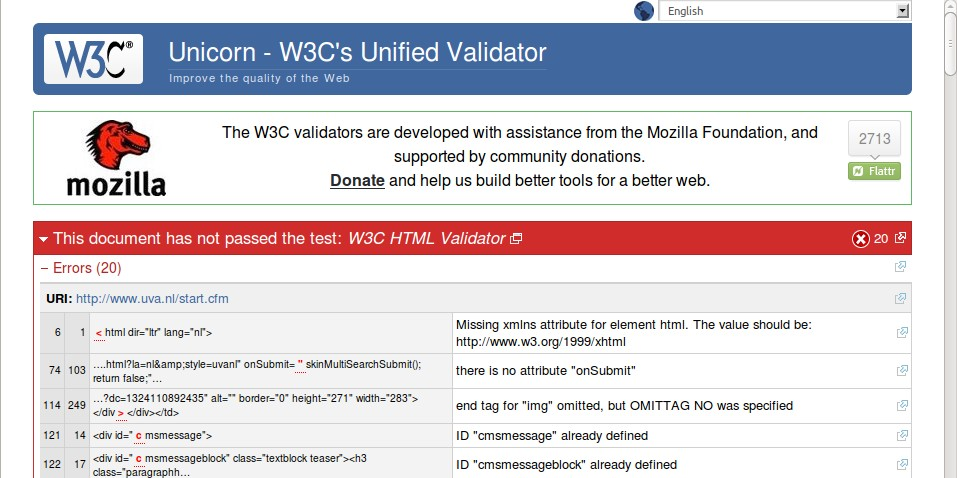 English
W3C®
Unicorn - W3C's Unified Validator
Improve the quality of the Web
mozilla
The W3C validators are developed with assistance from the Mozilla Foundation, and
supported by community donations.
Donate and help us build better tools for a better web.
2713
Flattr
This document has not passed the test: W3C HTML Validator
20
– Errors (20)
URI: http://www.uva.nl/start.cfm
6 1 < html dir="ltr" lang="nl"> Missing xmlns attribute for element html. The value should be:
http://www.w3.org/1999/xhtml
74 103 ….html?la=nl&amp;style=uvanl" onSubmit= " skinMultiSearchSubmit();
return false;"… there is no attribute "onSubmit"
114 249 …?dc=1324110892435" alt="" border="0" height="271" width="283">
</div > </div></td> end tag for "img" omitted, but OMITTAG NO was specified
121 14 <div id=" c msmessage"> ID "cmsmessage" already defined
122 17 <div id=" c msmessageblock" class="textblock teaser"><h3
class="paragraphh… ID "cmsmessageblock" already defined